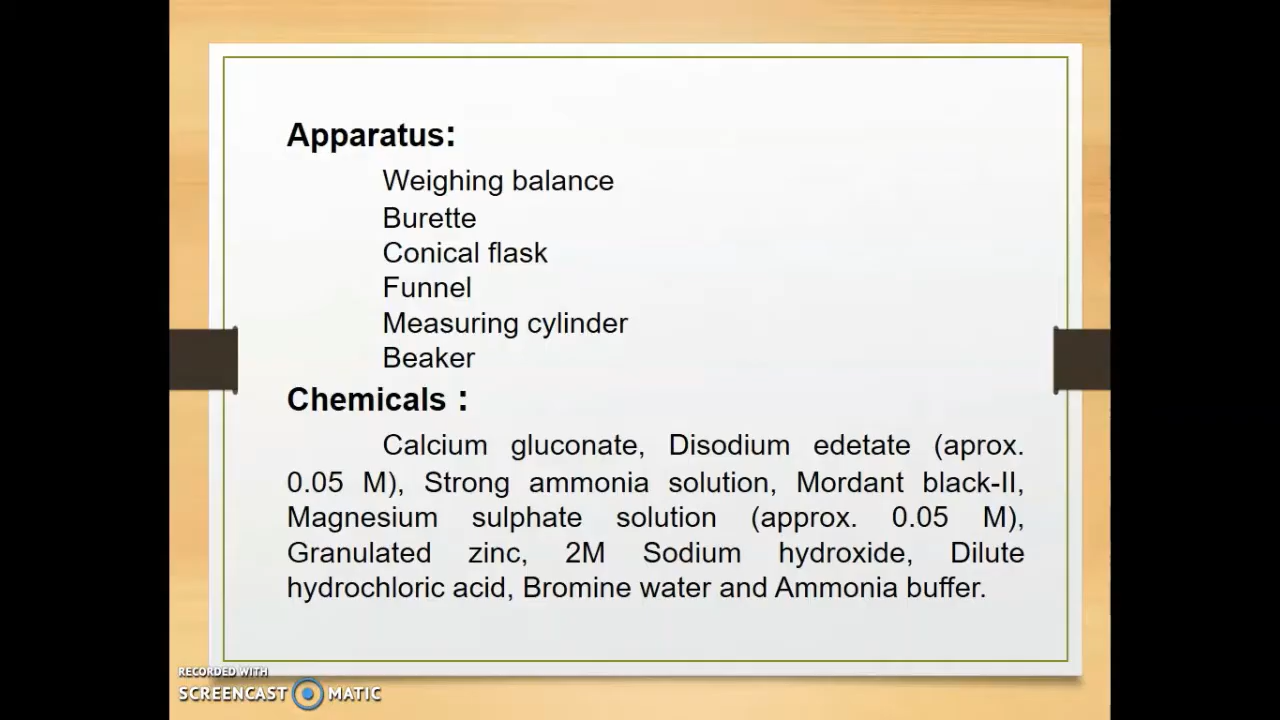 Apparatus:
Weighing balance
Burette
Conical flask
Funnel
Measuring cylinder
Beaker
Chemicals :
Calcium gluconate, Disodium edetate (aprox.
0.05 M), Strong ammonia solution, Mordant black-II,
Magnesium sulphate solution (approx. 0.05 M),
Granulated zinc, 2M Sodium hydroxide, Dilute
hydrochloric acid, Bromine water and Ammonia buffer.
RECORDED WITH
SCREENCAST MATIC